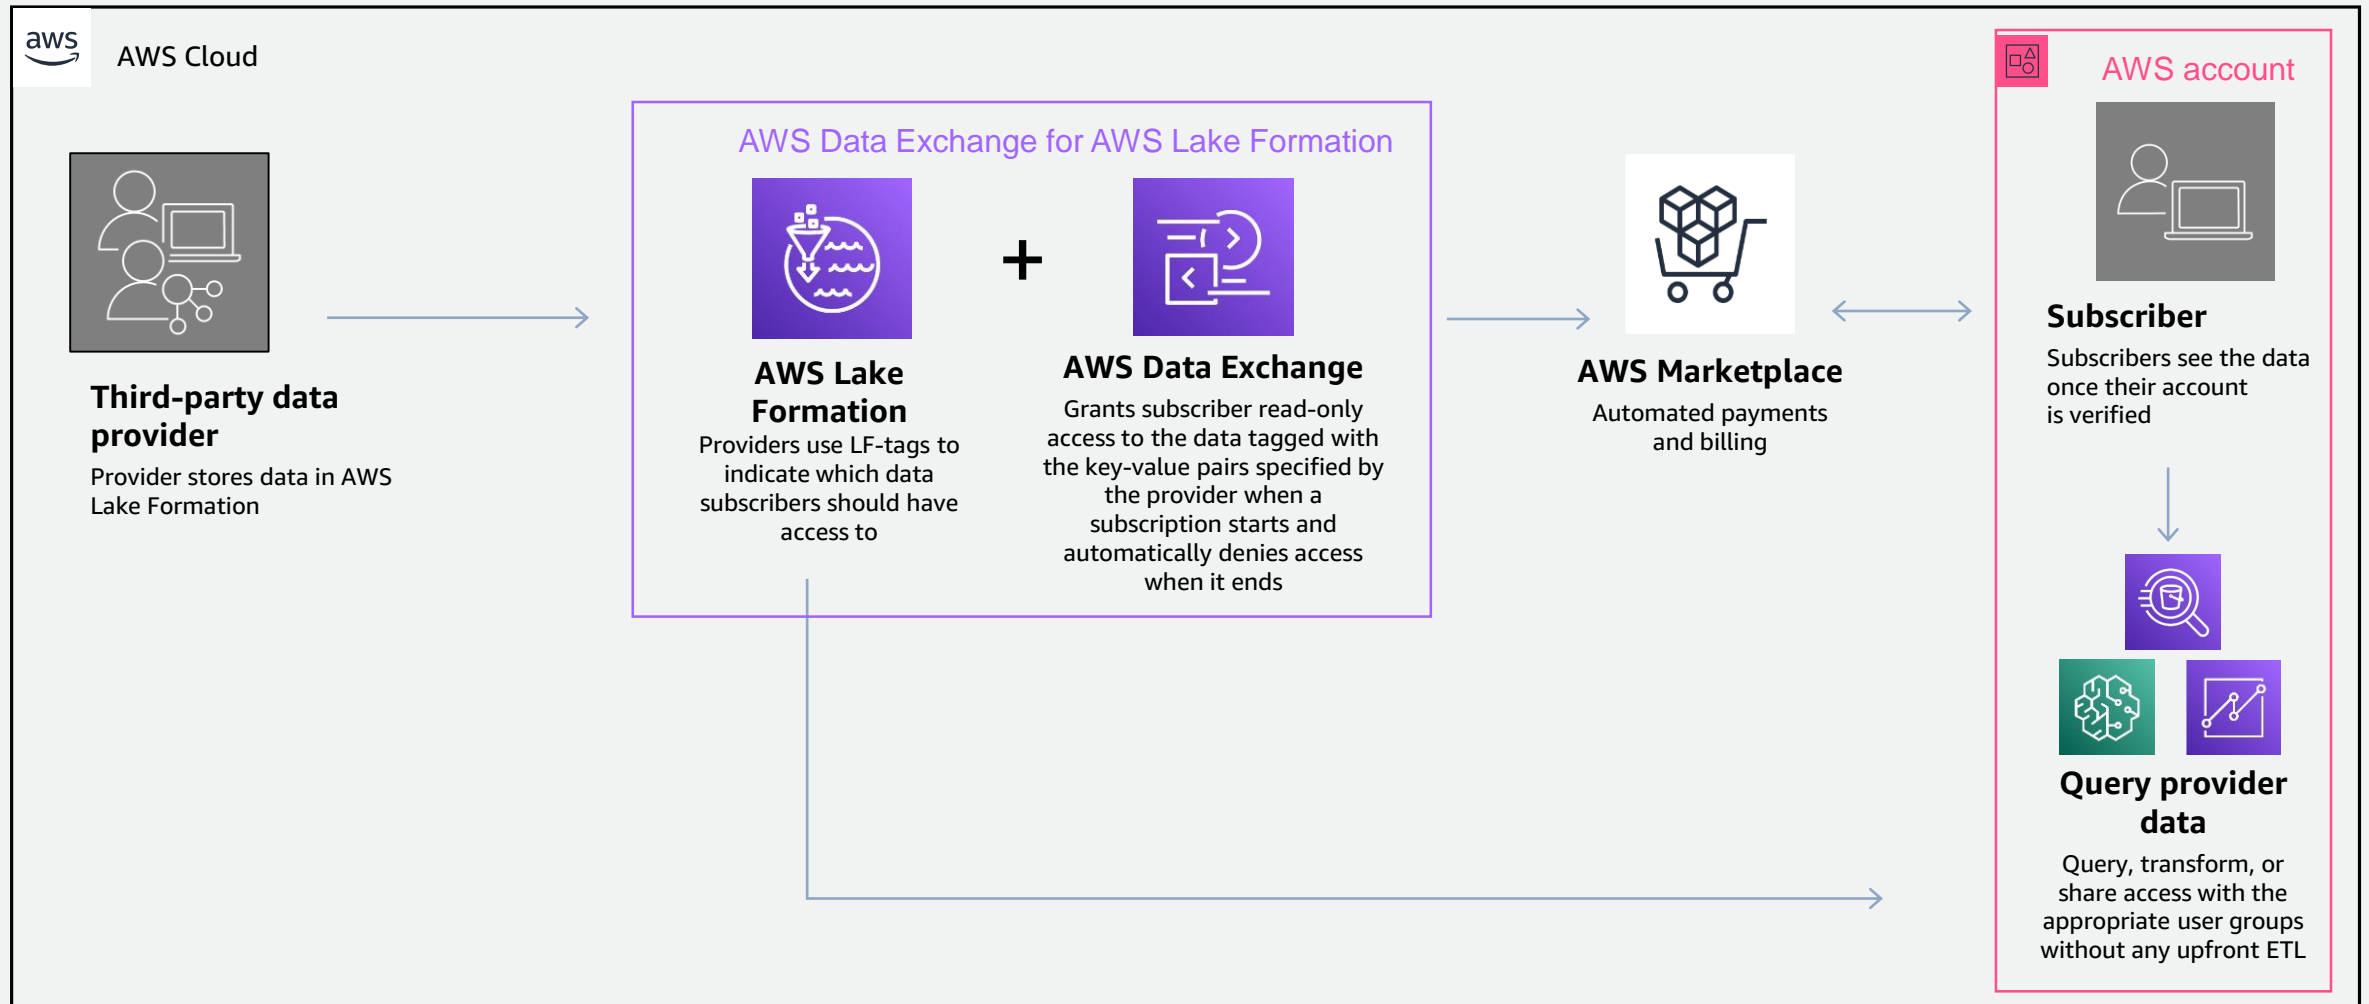 aws
AWS Cloud
AWS account
AWS Data Exchange for AWS Lake Formation
Third-party data
provider
Provider stores data in AWS
Lake Formation
AWS Lake
Formation
Providers use LF-tags to
indicate which data
subscribers should have
access to
+
AWS Data Exchange
Grants subscriber read-only
access to the data tagged with
the key-value pairs specified by
the provider when a
subscription starts and
automatically denies access
when it ends
AWS Marketplace
Automated payments
and billing
Subscriber
Subscribers see the data
once their account
is verified
Query provider
data
Query, transform, or
share access with the
appropriate user groups
without any upfront ETL